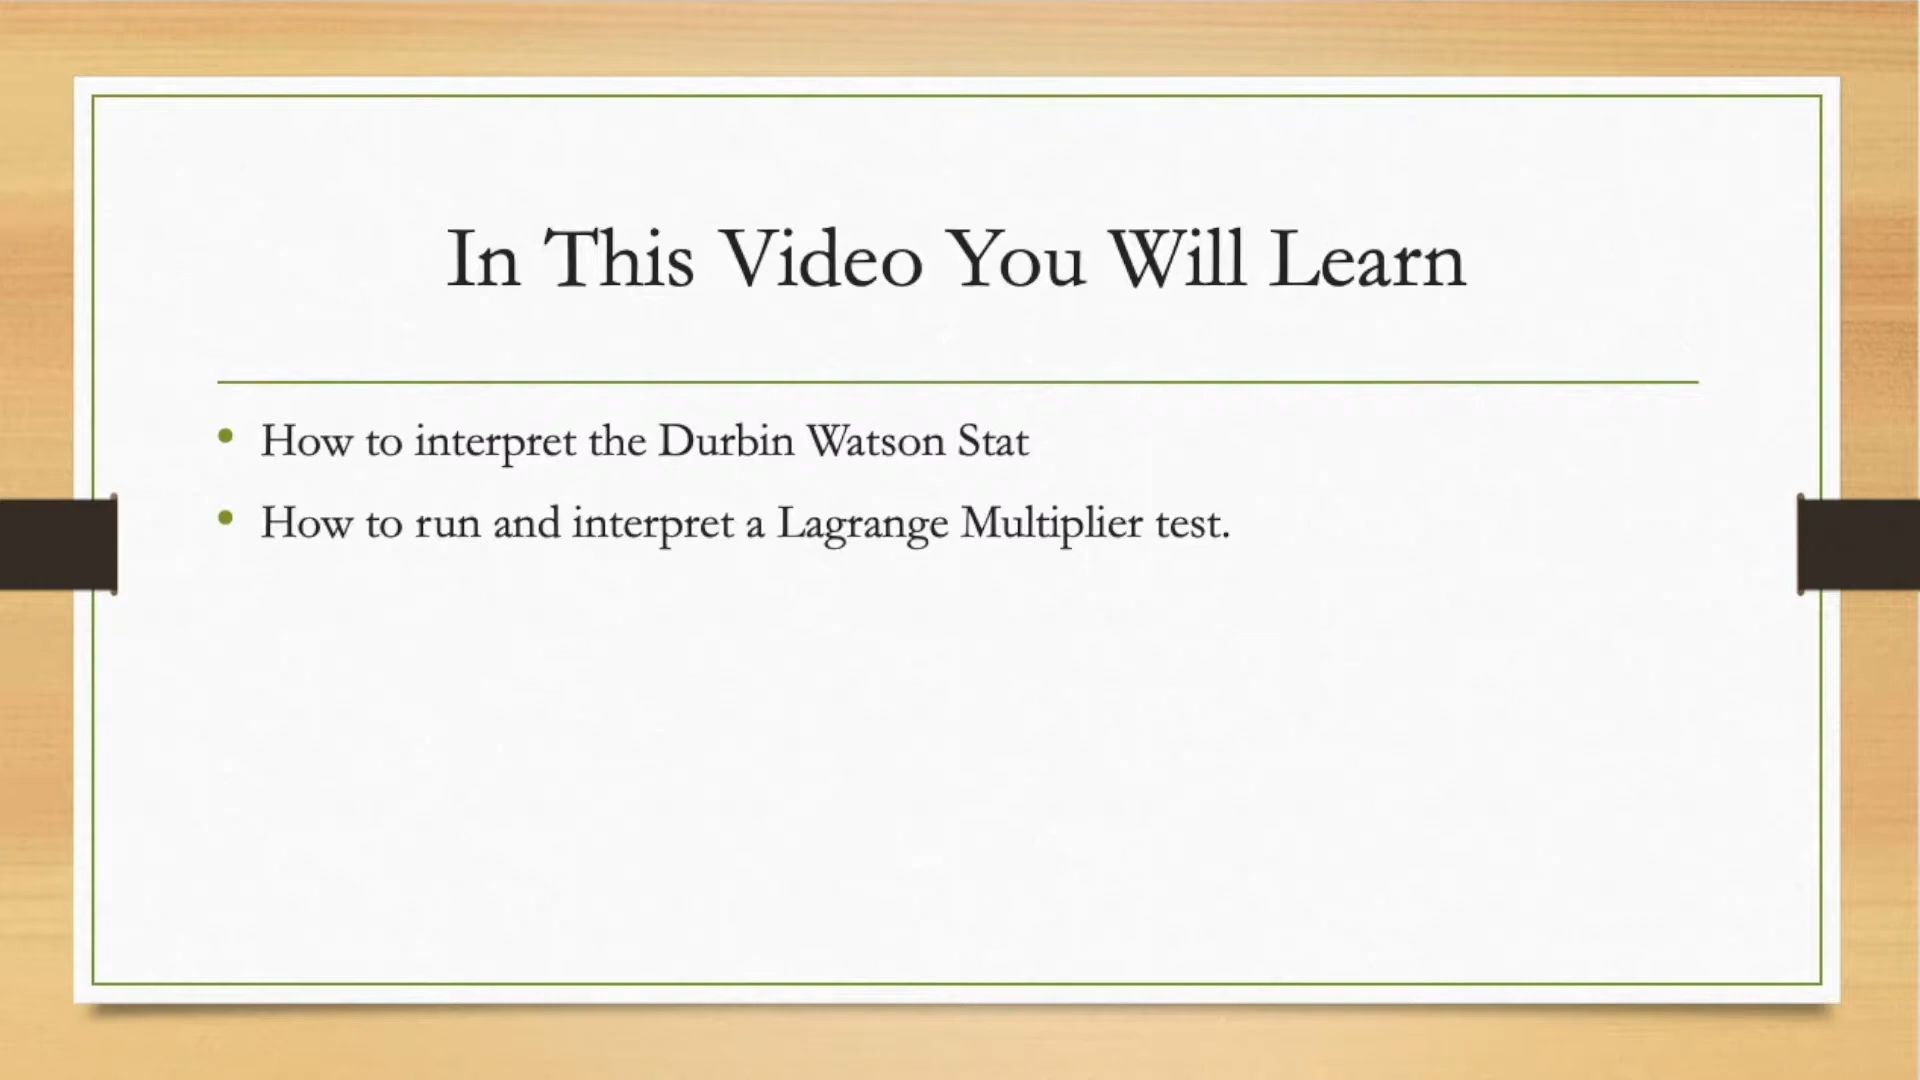 In This Video You Will Learn
• How to interpret the Durbin Watson Stat
• How to run and interpret a Lagrange Multiplier test.